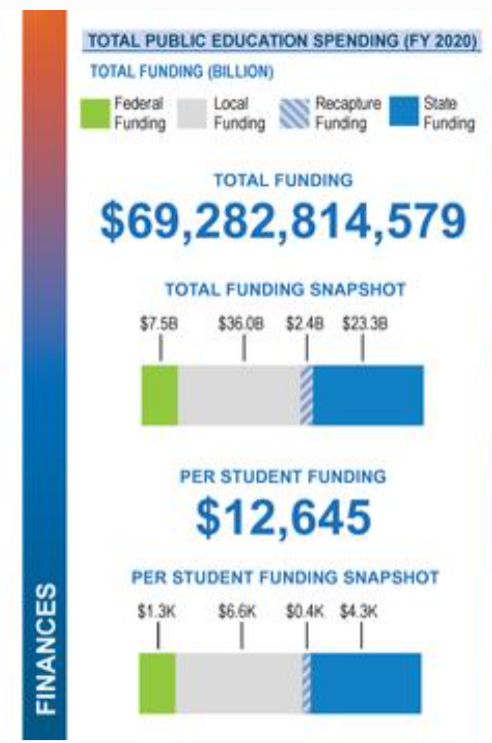 TOTAL PUBLIC EDUCATION SPENDING (FY 2020)
TOTAL FUNDING (BILLION)
Federal Funding
Local Funding
Recapture Funding
State Funding
TOTAL FUNDING
$69,282,814,579
TOTAL FUNDING SNAPSHOT
$7.5B $36.0B $2.4B $23.3B
PER STUDENT FUNDING
$12,645
PER STUDENT FUNDING SNAPSHOT
$1.3K $6.6K $0.4K $4.3K
FINANCES